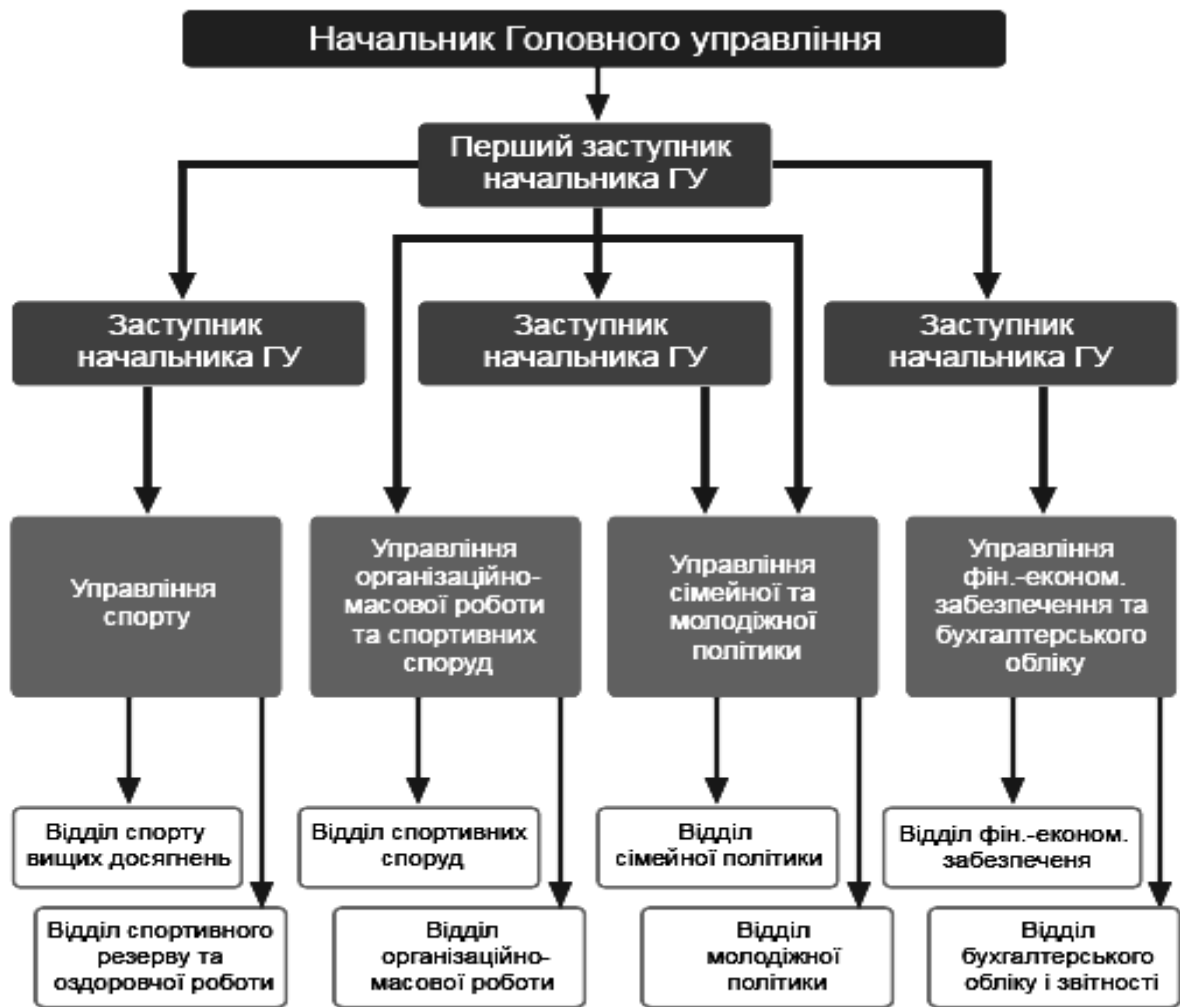 Начальник Головного управління
Перший заступник
начальника ГУ
Заступник
начальника ГУ
Заступник
начальника ГУ
Заступник
начальника ГУ
Управління
спорту
Управління
організаційно-
масової роботи
та спортивних
споруд
Управління
сімейної та
молодіжної
політики
Управління
фін.-економ.
забезпечення та
бухгалтерського
обліку
Відділ спорту
вищих досягнень
Відділ спортивних
споруд
Відділ
сімейної політики
Відділ фін.-економ.
забезпеченя
Відділ спортивного
резерву та
оздоровчої роботи
Відділ
організаційно-
масової роботи
Відділ
молодіжної
політики
Відділ
бухгалтерського
обліку і звітності